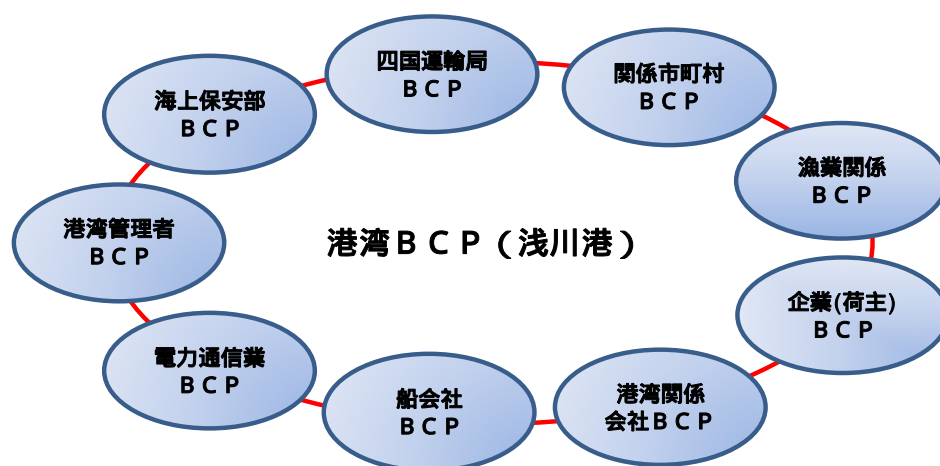 四国運輸局
ＢＣＰ
関係市町村
ＢＣＰ
海上保安部
ＢＣＰ
漁業関係
ＢＣＰ
港湾管理者
ＢＣＰ
港湾ＢＣＰ（浅川港）
企業(荷主)
ＢＣＰ
電力通信業
ＢＣＰ
船会社
ＢＣＰ
港湾関係
会社ＢＣＰ